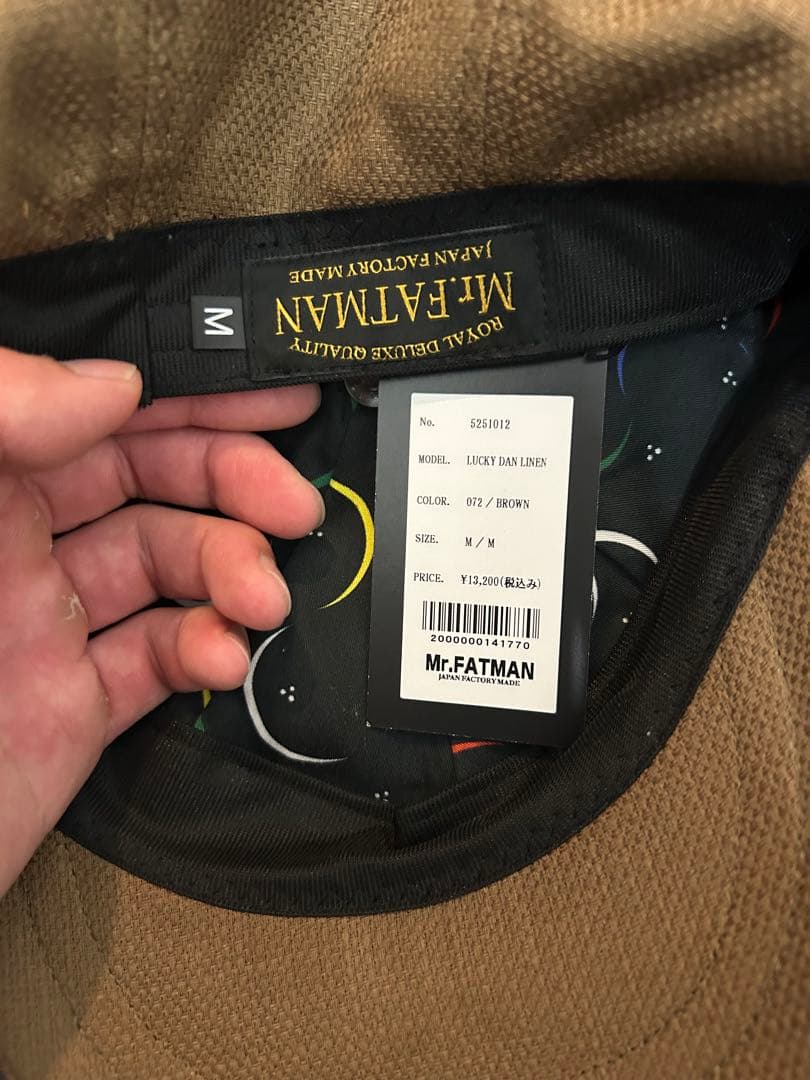 ROYAL DELUXE QUALITY
Mr.FATMAN
JAPAN FACTORY MADE
M
No. 5251012
MODEL. LUCKY DAN LINEN
COLOR. 072 / BROWN
SIZE. M / M
PRICE. ¥13,200(税込み)
2000000141770
Mr.FATMAN
JAPAN FACTORY MADE